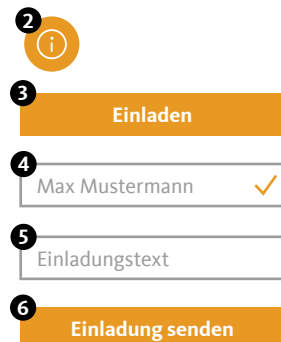 2
i
3
Einladen
4
Max Mustermann
5
Einladungstext
6
Einladung senden